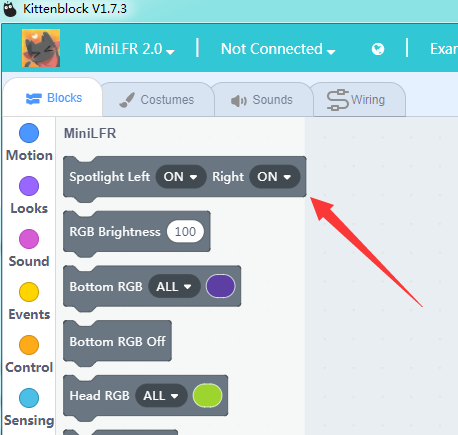 Kittenblock V1.7.3
MiniLFR 2.0 Not Connected Exar
Blocks Costumes Sounds Wiring
MiniLFR
Motion
Spotlight Left ON Right ON
Looks
RGB Brightness 100
Sound
Bottom RGB ALL
Events
Bottom RGB Off
Control
Head RGB ALL
Sensing